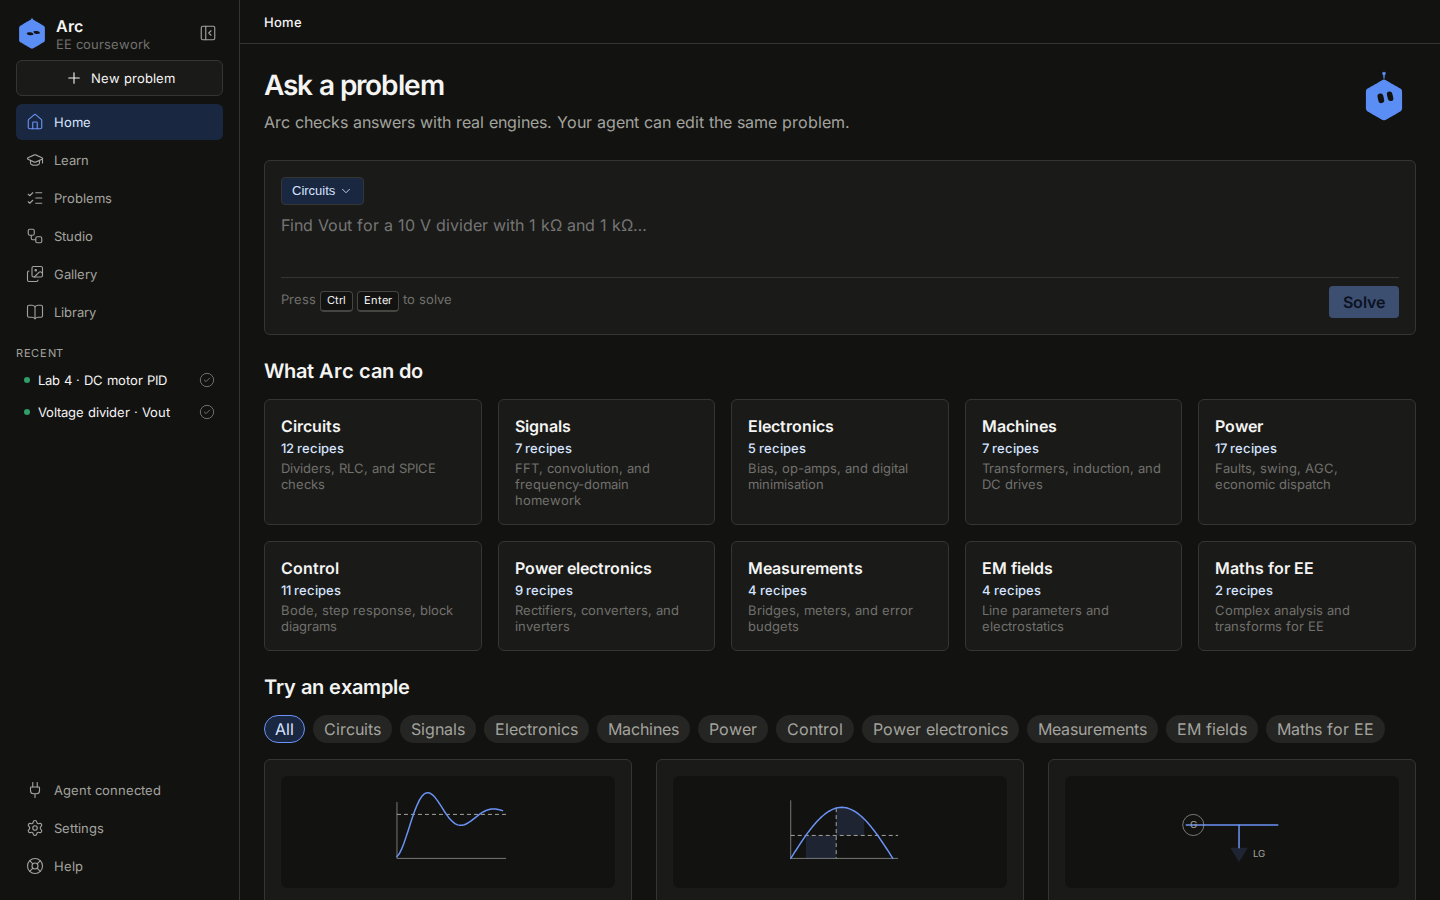 Arc
EE coursework
New problem
Home
Learn
Problems
Studio
Gallery
Library
RECENT
Lab 4 · DC motor PID
Voltage divider · Vout
Agent connected
Settings
Help
Home
Ask a problem
Arc checks answers with real engines. Your agent can edit the same problem.
Circuits
Find Vout for a 10 V divider with 1 kΩ and 1 kΩ...
Press Ctrl Enter to solve
Solve
What Arc can do
Circuits
12 recipes
Dividers, RLC, and SPICE
checks
Signals
7 recipes
FFT, convolution, and
frequency-domain
homework
Electronics
5 recipes
Bias, op-amps, and digital
minimisation
Machines
7 recipes
Transformers, induction, and
DC drives
Power
17 recipes
Faults, swing, AGC,
economic dispatch
Control
11 recipes
Bode, step response, block
diagrams
Power electronics
9 recipes
Rectifiers, converters, and
inverters
Measurements
4 recipes
Bridges, meters, and error
budgets
EM fields
4 recipes
Line parameters and
electrostatics
Maths for EE
2 recipes
Complex analysis and
transforms for EE
Try an example
All Circuits Signals Electronics Machines Power Control Power electronics Measurements EM fields Maths for EE
G
LG